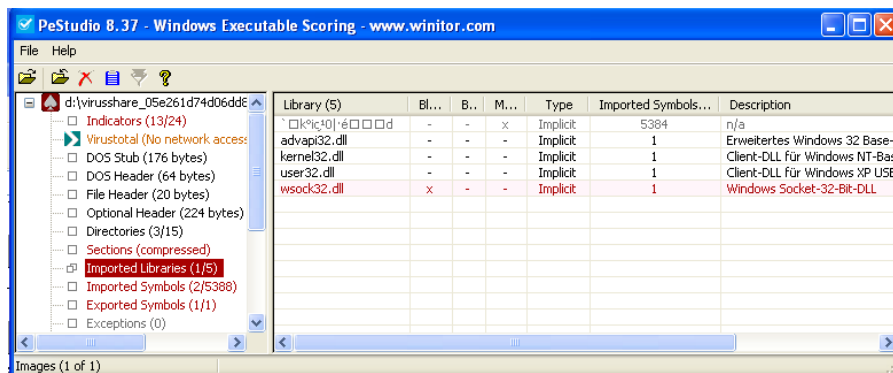 PeStudio 8.37 - Windows Executable Scoring - www.winitor.com
File Help
d:\virusshare_05e261d74d06dd8
Indicators (13/24)
Virustotal (No network access
DOS Stub (176 bytes)
DOS Header (64 bytes)
File Header (20 bytes)
Optional Header (224 bytes)
Directories (3/15)
Sections (compressed)
Imported Libraries (1/5)
Imported Symbols (2/5388)
Exported Symbols (1/1)
Exceptions (0)
Library (5) Bl... B... M... Type Imported Symbols... Description
- - x Implicit 5384 n/a
advapi32.dll - - - Implicit 1 Erweitertes Windows 32 Base-
kernel32.dll - - - Implicit 1 Client-DLL für Windows NT-Bas
user32.dll - - - Implicit 1 Client-DLL für Windows XP USE
wsock32.dll x - - Implicit 1 Windows Socket-32-Bit-DLL
Images (1 of 1)